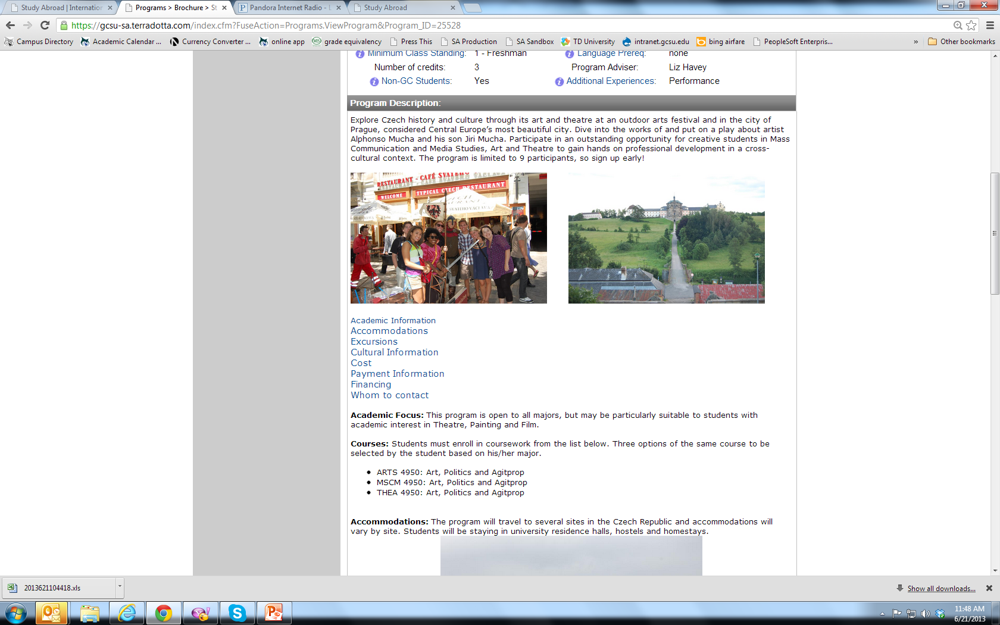 Study Abroad | Internation
Programs > Brochure > St
Pandora Internet Radio - L
Study Abroad
https://gcsu-sa.terradotta.com/index.cfm?FuseAction=Programs.ViewProgram&Program_ID=25528
Campus Directory
Academic Calendar ...
Currency Converter ...
online app
grade equivalency
Press This
SA Production
SA Sandbox
TD University
intranet.gcsu.edu
bing airfare
PeopleSoft Enterpris...
»
Other bookmarks
Minimum Class Standing: 1 - Freshman Language Prereq: none
Number of credits: 3 Program Adviser: Liz Havey
Non-GC Students: Yes Additional Experiences: Performance
Program Description:
Explore Czech history and culture through its art and theatre at an outdoor arts festival and in the city of
Prague, considered Central Europe's most beautiful city. Dive into the works of and put on a play about artist
Alphonso Mucha and his son Jiri Mucha. Participate in an outstanding opportunity for creative students in Mass
Communication and Media Studies, Art and Theatre to gain hands on professional development in a cross-
cultural context. The program is limited to 9 participants, so sign up early!
RESTAURANT - CAFÉ SVATÉHO VÁCLAVA
WELCOME TYPICAL CZECH RESTAURANT
SVATEHO VACLAVA
Academic Information
Accommodations
Excursions
Cultural Information
Cost
Payment Information
Financing
Whom to contact
Academic Focus: This program is open to all majors, but may be particularly suitable to students with
academic interest in Theatre, Painting and Film.
Courses: Students must enroll in coursework from the list below. Three options of the same course to be
selected by the student based on his/her major.
• ARTS 4950: Art, Politics and Agitprop
• MSCM 4950: Art, Politics and Agitprop
• THEA 4950: Art, Politics and Agitprop
Accommodations: The program will travel to several sites in the Czech Republic and accommodations will
vary by site. Students will be staying in university residence halls, hostels and homestays.
2013621104418.xls
Show all downloads...
11:48 AM
6/21/2013